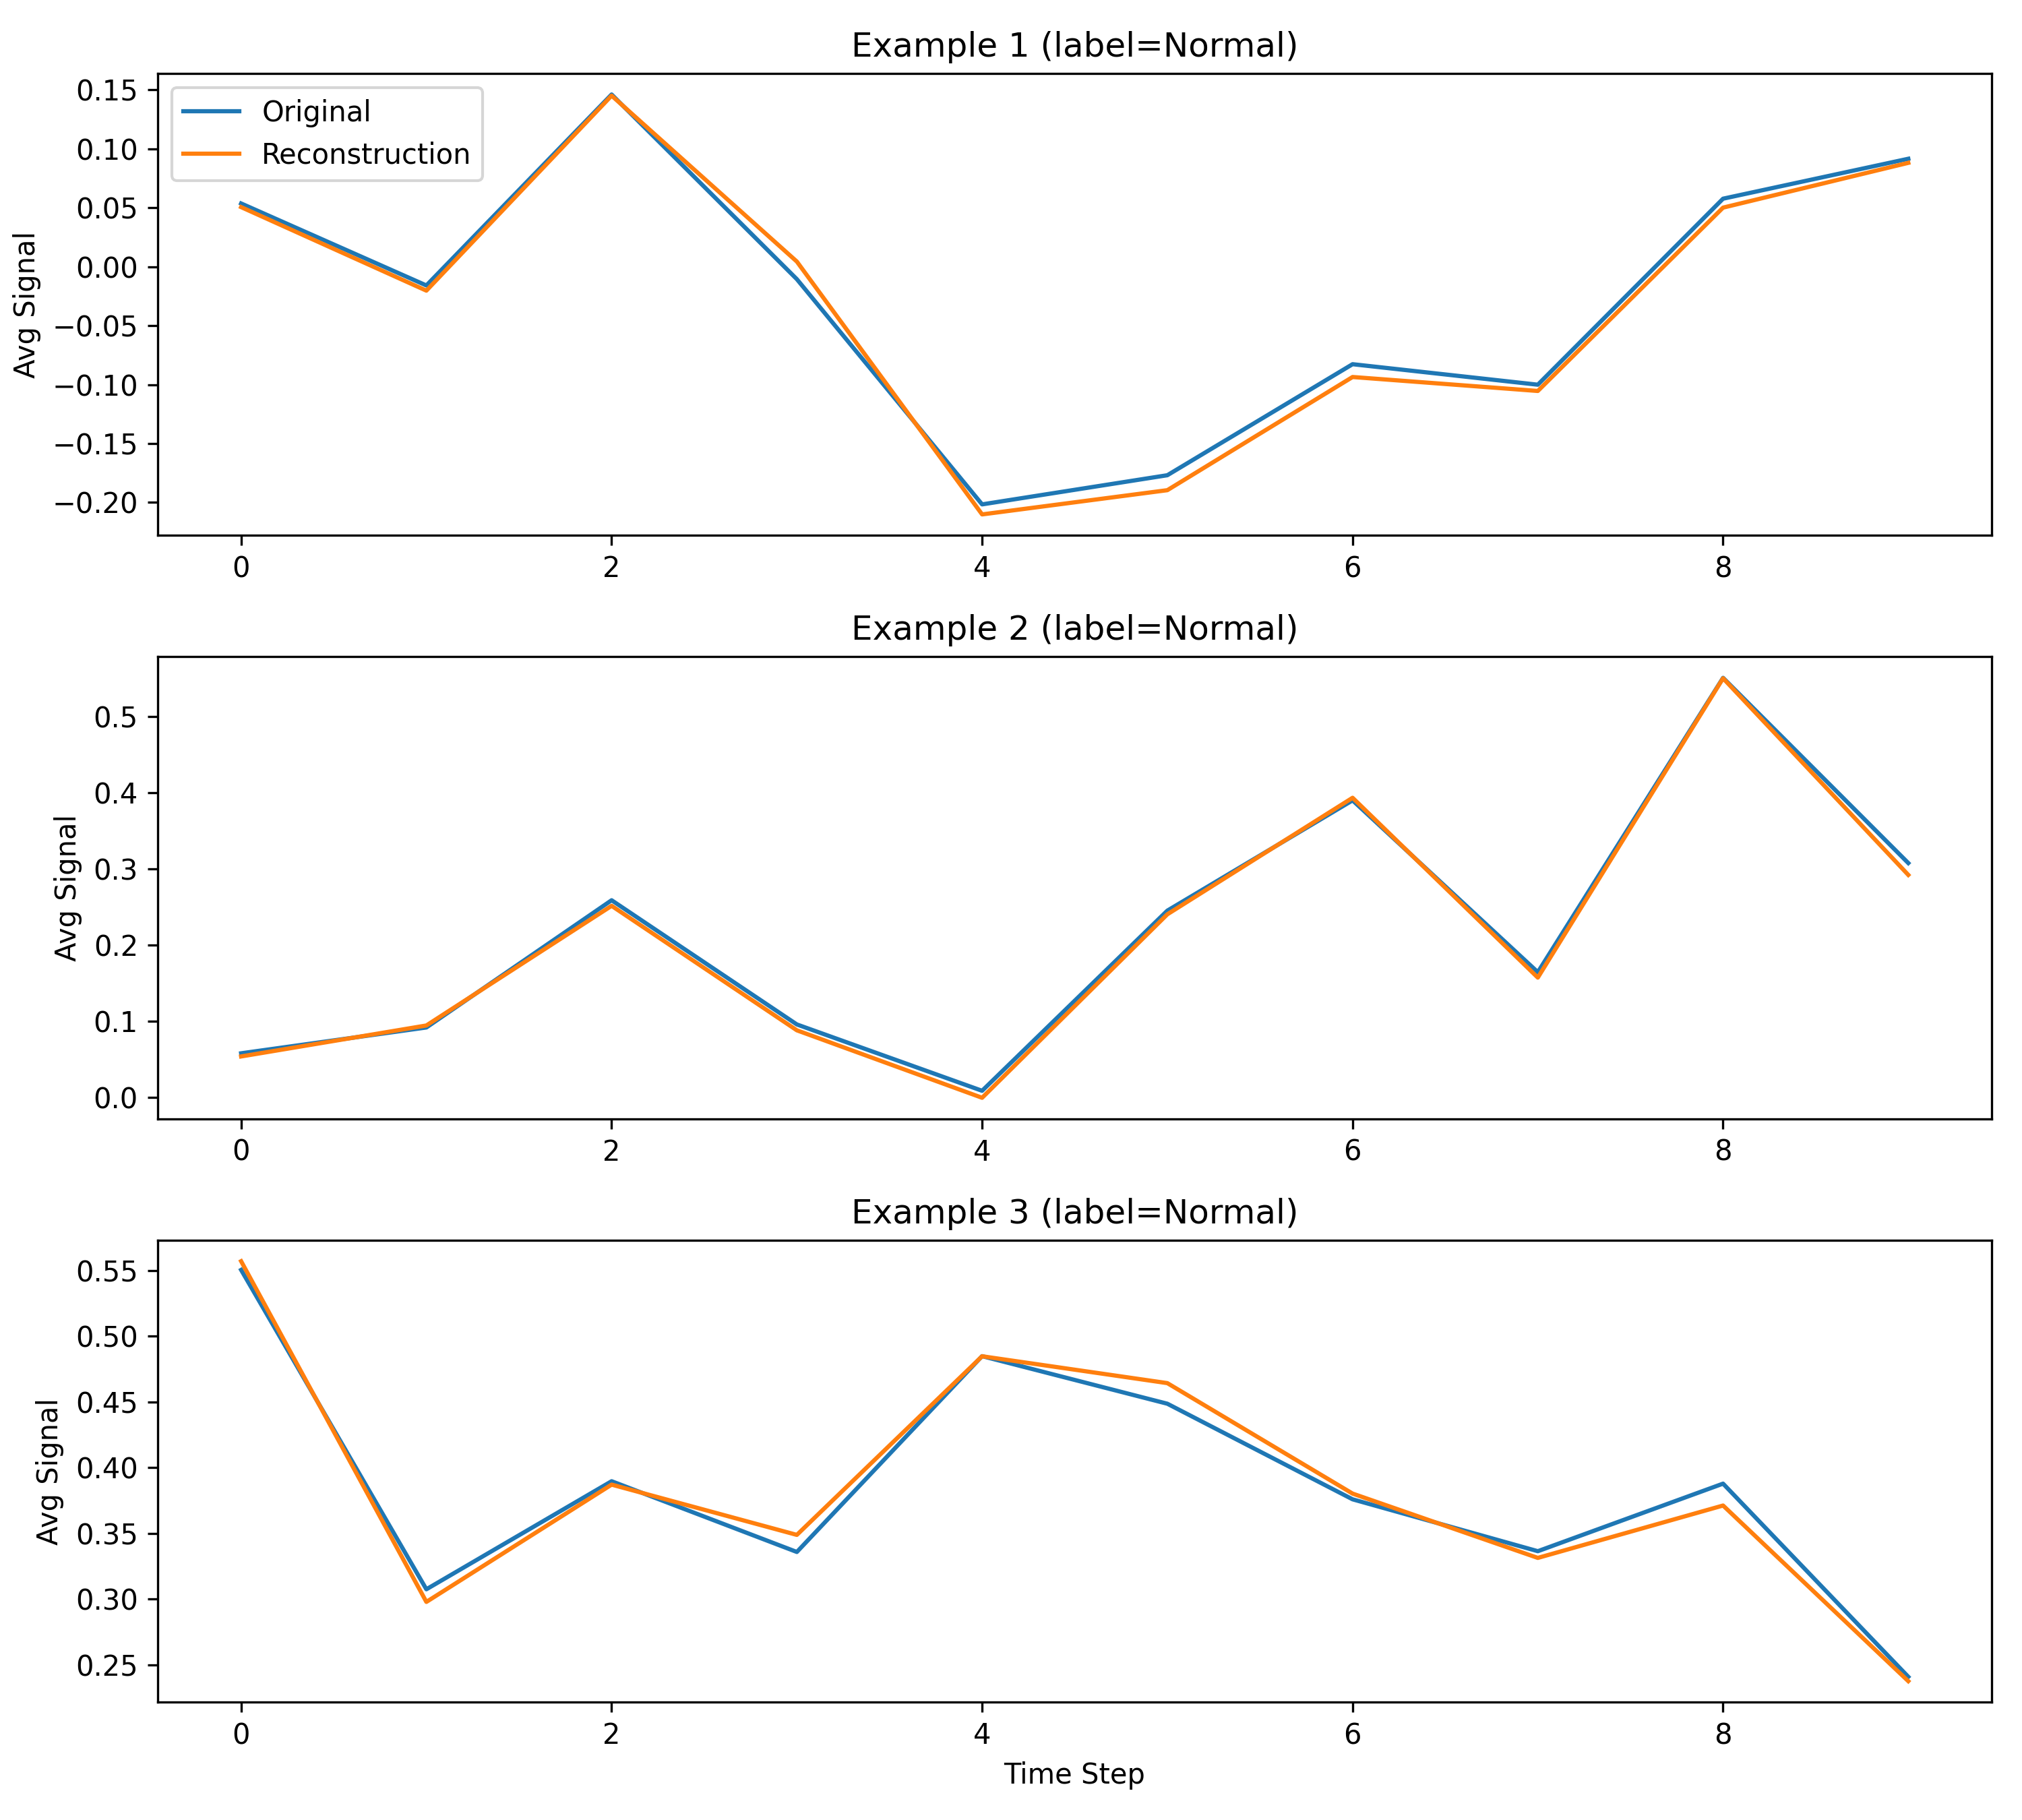 Example 1 (label=Normal)
Original
Reconstruction
Avg Signal
0.15
0.10
0.05
0.00
−0.05
−0.10
−0.15
−0.20
0 2 4 6 8
Example 2 (label=Normal)
Avg Signal
0.5
0.4
0.3
0.2
0.1
0.0
0 2 4 6 8
Example 3 (label=Normal)
Avg Signal
0.55
0.50
0.45
0.40
0.35
0.30
0.25
0 2 4 6 8
Time Step